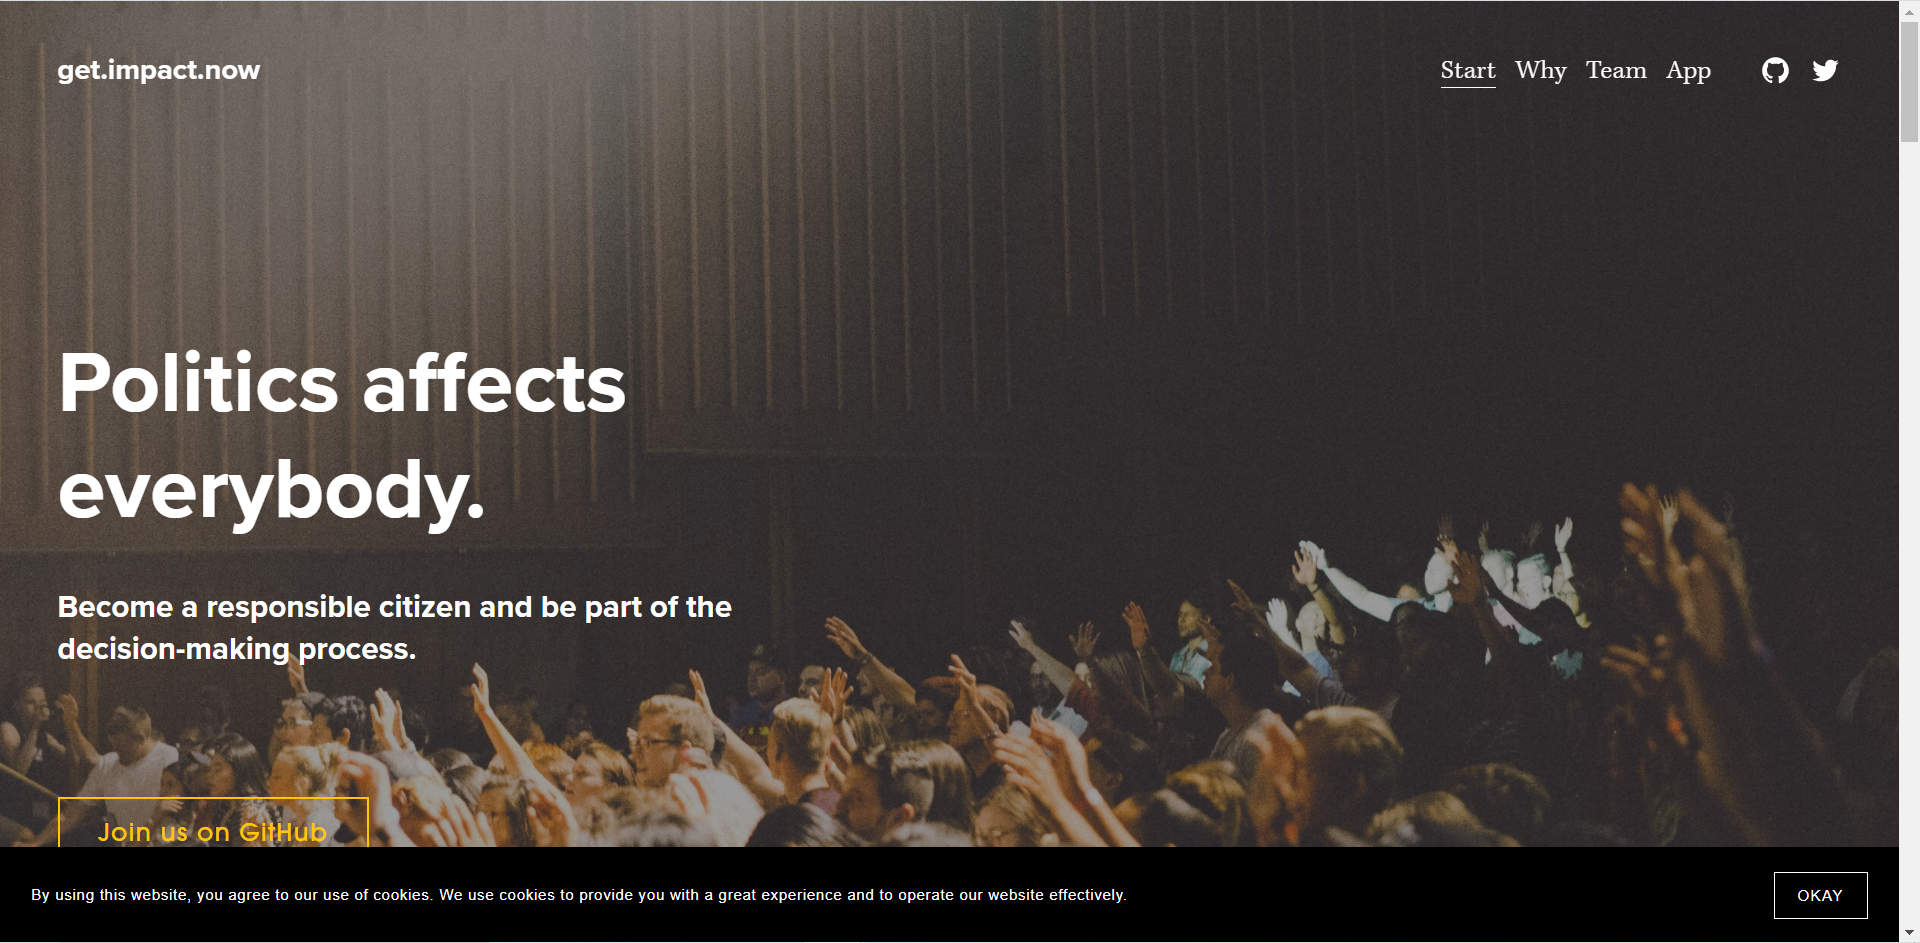 get.impact.now
Start Why Team App
Politics affects
everybody.
Become a responsible citizen and be part of the
decision-making process.
Join us on GitHub
By using this website, you agree to our use of cookies. We use cookies to provide you with a great experience and to operate our website effectively.
OKAY